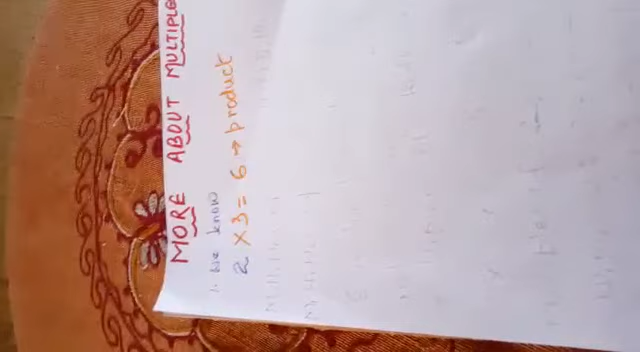 MORE ABOUT MULTIPLE
1. We know
2 × 3 = 6 → product